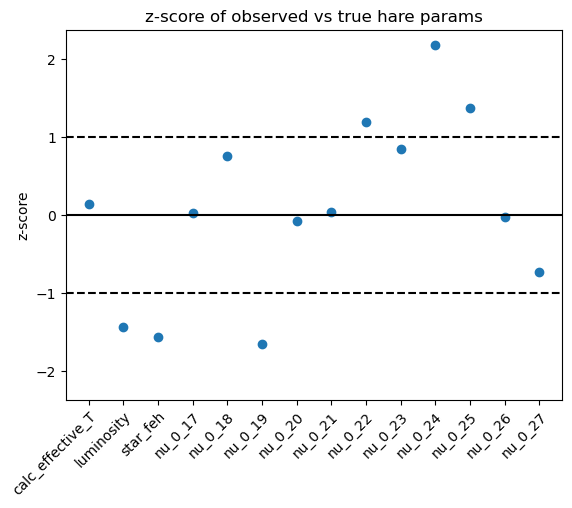 z-score of observed vs true hare params
z-score
2
1
0
−1
−2
calc_effective_T
luminosity
star_feh
nu_0_17
nu_0_18
nu_0_19
nu_0_20
nu_0_21
nu_0_22
nu_0_23
nu_0_24
nu_0_25
nu_0_26
nu_0_27